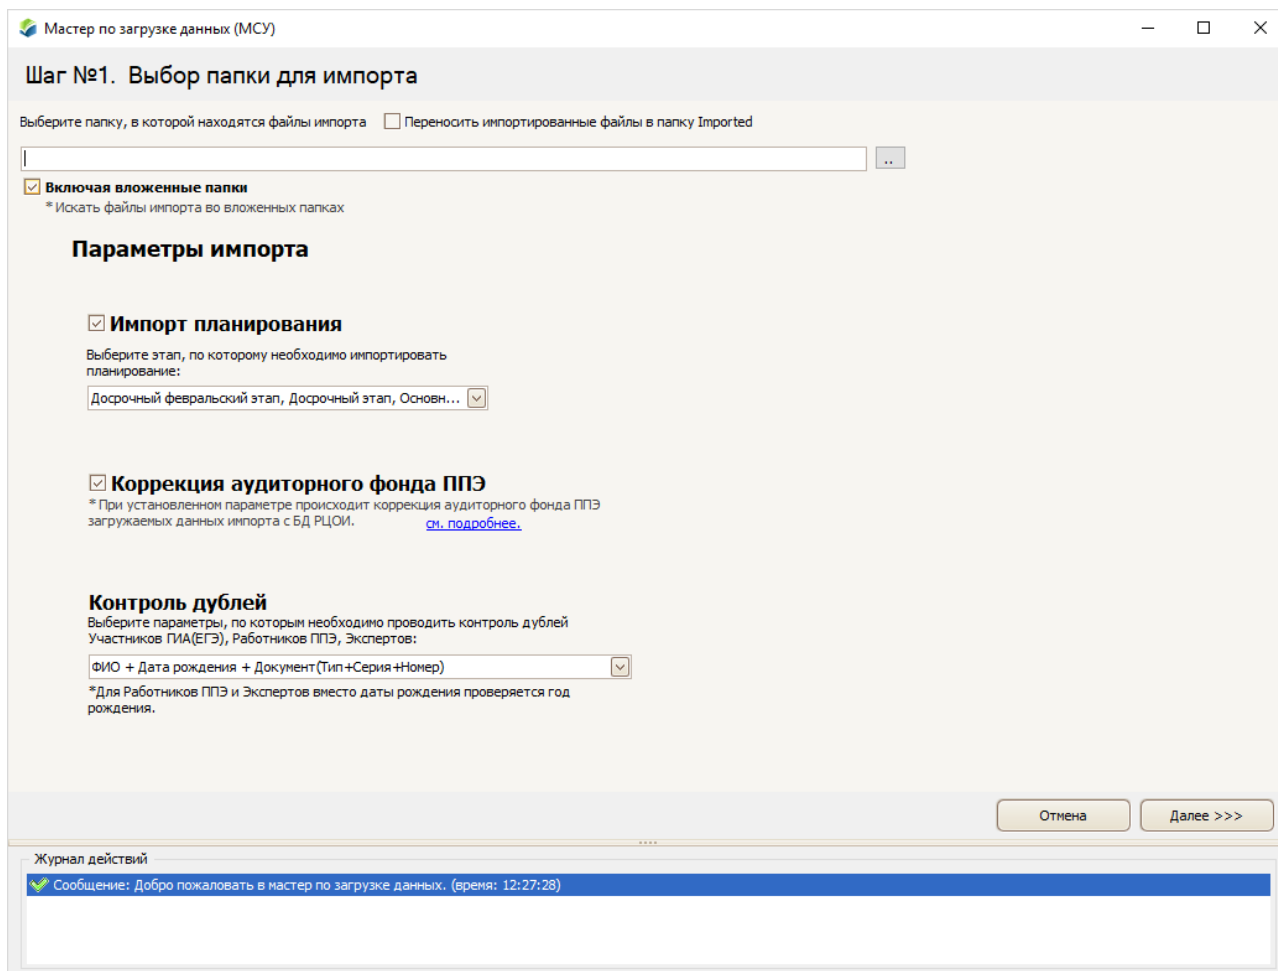 Мастер по загрузке данных (МСУ)
Шаг №1. Выбор папки для импорта
Выберите папку, в которой находятся файлы импорта Переносить импортированные файлы в папку Imported
..
Включая вложенные папки
* Искать файлы импорта во вложенных папках
Параметры импорта
Импорт планирования
Выберите этап, по которому необходимо импортировать
планирование:
Досрочный февральский этап, Досрочный этап, Основн...
Коррекция аудиторного фонда ППЭ
* При установленном параметре происходит коррекция аудиторного фонда ППЭ
загружаемых данных импорта с БД РЦОИ. см. подробнее.
Контроль дублей
Выберите параметры, по которым необходимо проводить контроль дублей
Участников ГИА(ЕГЭ), Работников ППЭ, Экспертов:
ФИО + Дата рождения + Документ(Тип+Серия+Номер)
*Для Работников ППЭ и Экспертов вместо даты рождения проверяется год
рождения.
Отмена Далее >>>
Журнал действий
Сообщение: Добро пожаловать в мастер по загрузке данных. (время: 12:27:28)